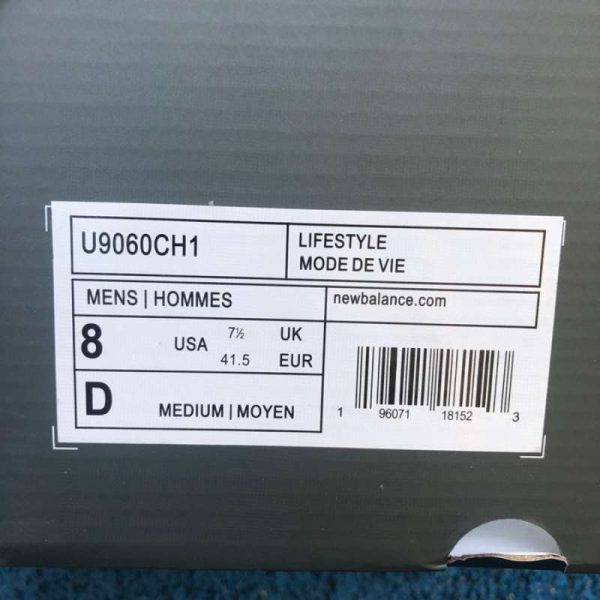 U9060CH1
LIFESTYLE
MODE DE VIE
MENS | HOMMES
newbalance.com
8 USA 7½ UK
41.5 EUR
D MEDIUM | MOYEN
1 96071 18152 3